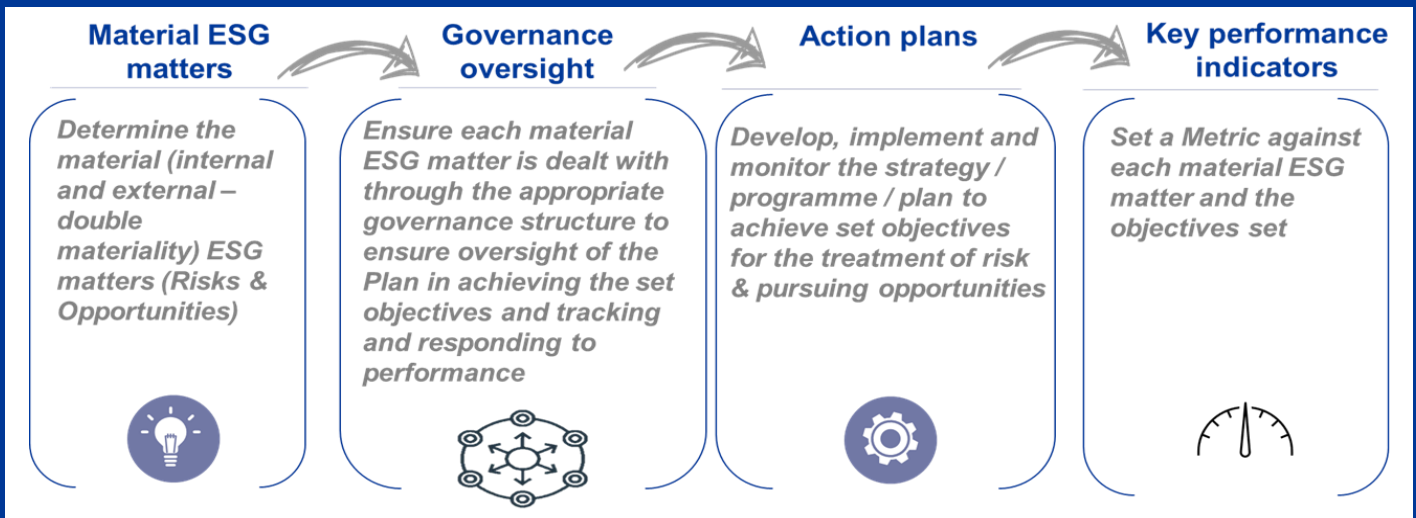 Material ESG
matters
Determine the
material (internal
and external –
double
materiality) ESG
matters (Risks &
Opportunities)
Governance
oversight
Ensure each material
ESG matter is dealt with
through the appropriate
governance structure to
ensure oversight of the
Plan in achieving the set
objectives and tracking
and responding to
performance
Action plans
Develop, implement and
monitor the strategy /
programme / plan to
achieve set objectives
for the treatment of risk
& pursuing opportunities
Key performance
indicators
Set a Metric against
each material ESG
matter and the
objectives set